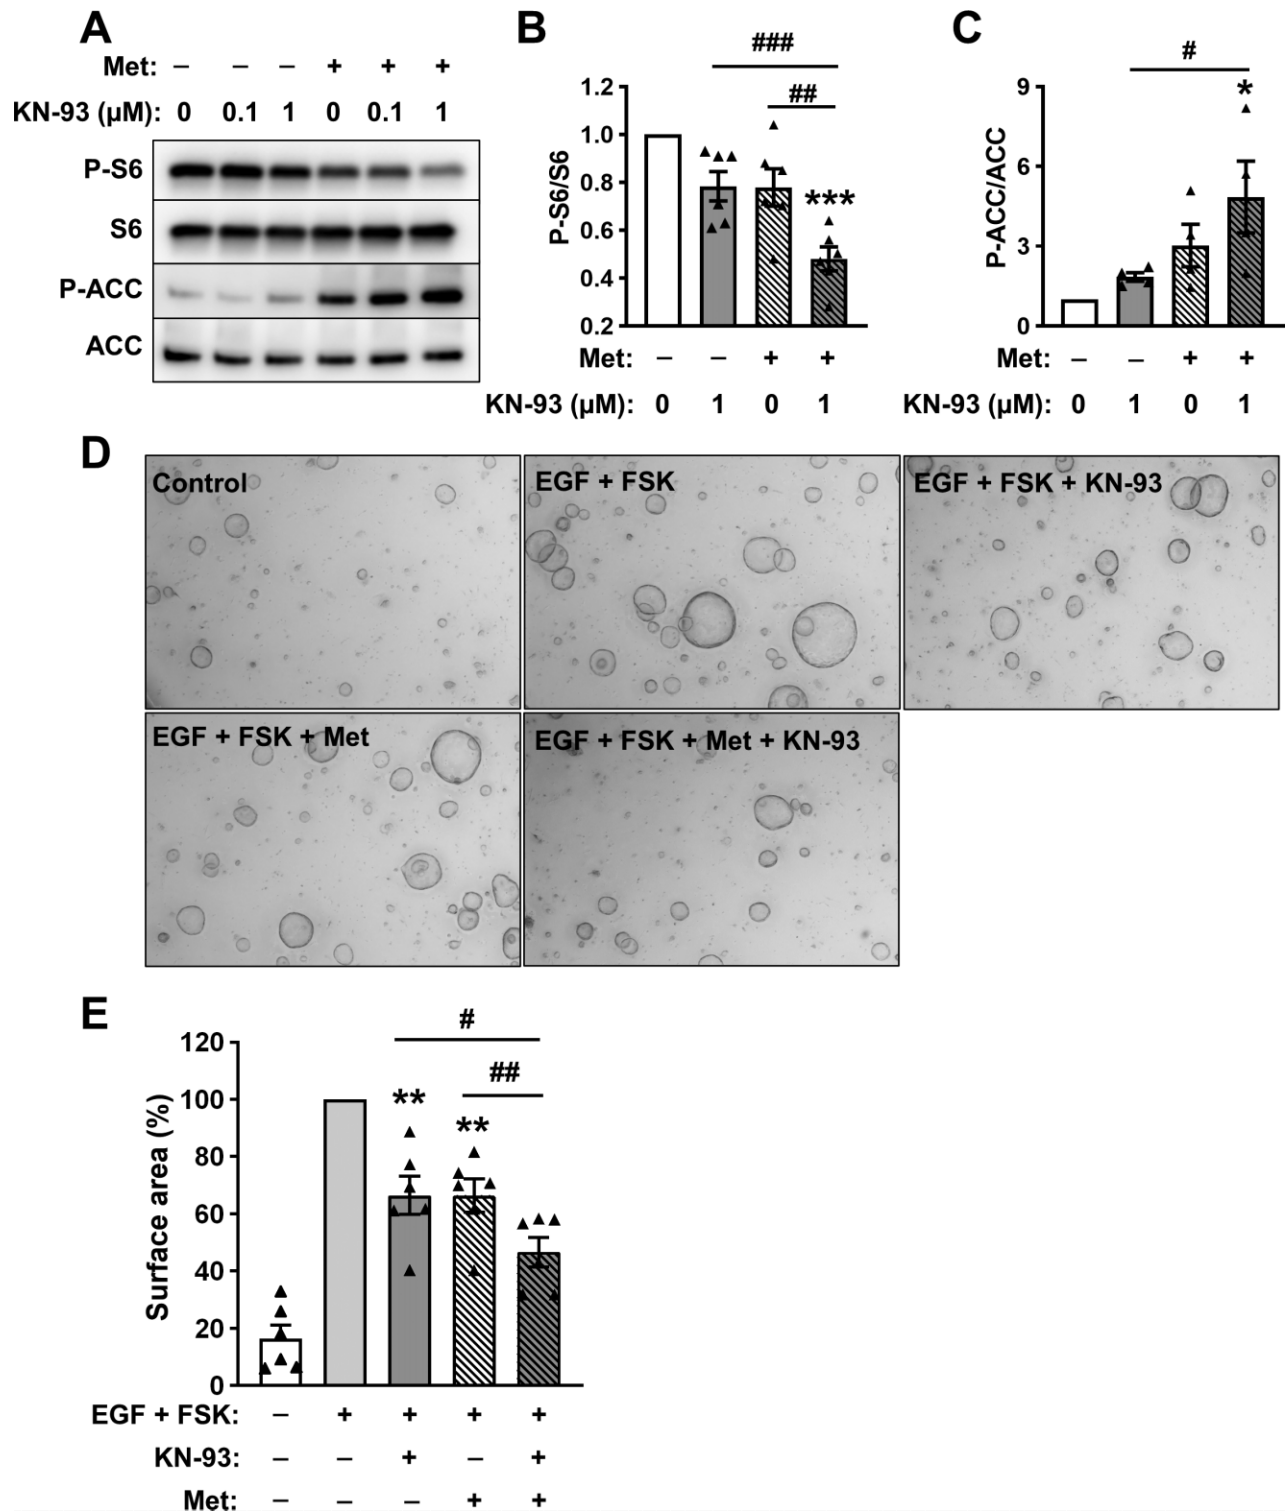 A
Met: – – – + + +
KN-93 (µM): 0 0.1 1 0 0.1 1
P-S6
S6
P-ACC
ACC
B
###
##
***
P-S6/S6
1.2
1.0
0.8
0.6
0.4
0.2
Met: – – + +
KN-93 (µM): 0 1 0 1
C
#
*
P-ACC/ACC
9
6
3
0
Met: – – + +
KN-93 (µM): 0 1 0 1
D
Control
EGF + FSK
EGF + FSK + KN-93
EGF + FSK + Met
EGF + FSK + Met + KN-93
E
#
##
**
**
Surface area (%)
120
100
80
60
40
20
0
EGF + FSK: – + + + +
KN-93: – – + – +
Met: – – – + +